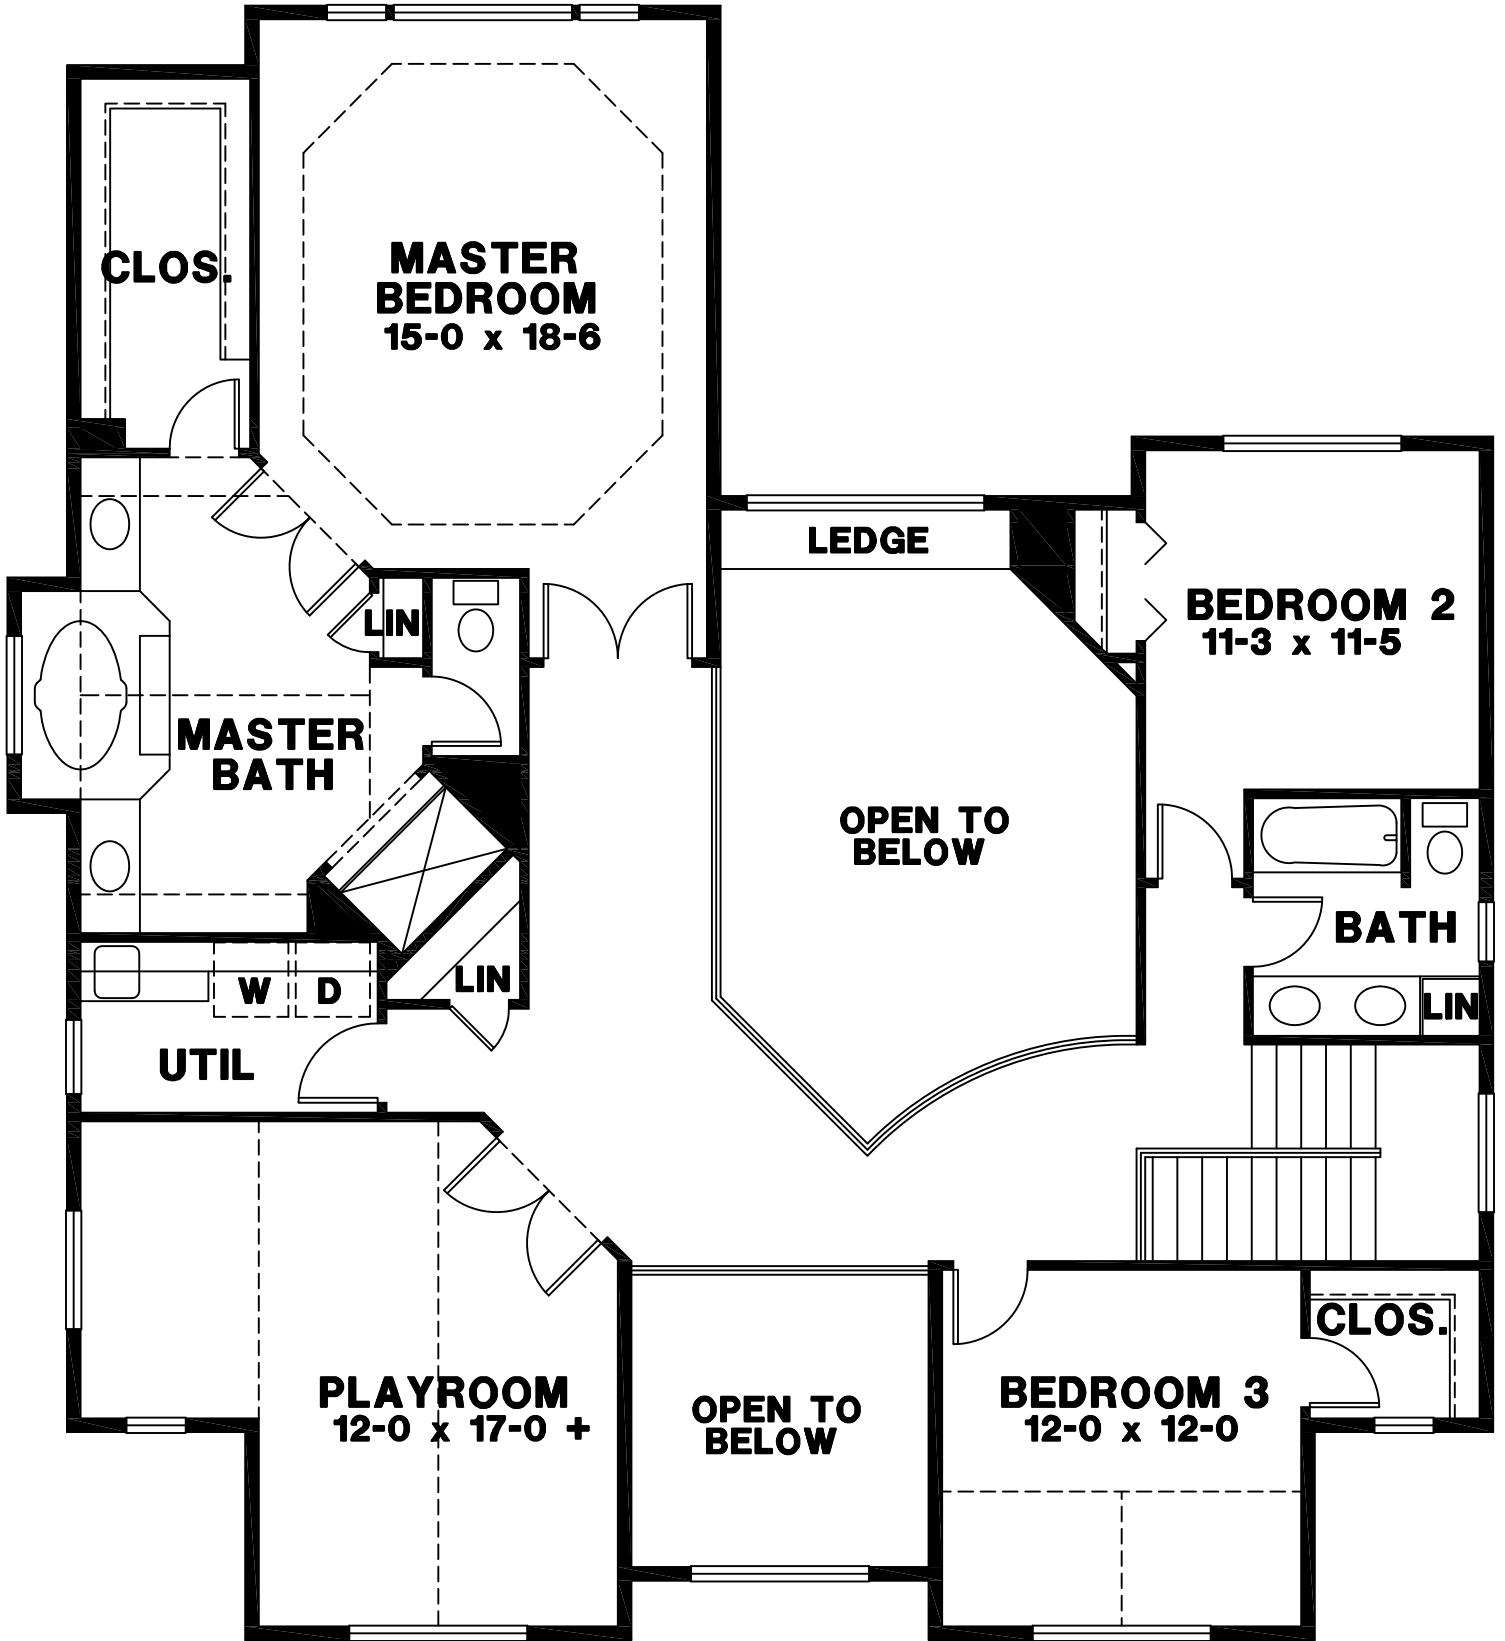 CLOS.
MASTER
BEDROOM
15-0 x 18-6
LEDGE
LIN
BEDROOM 2
11-3 x 11-5
MASTER
BATH
OPEN TO
BELOW
BATH
LIN
W
D
LIN
UTIL
CLOS.
PLAYROOM
12-0 x 17-0 +
OPEN TO
BELOW
BEDROOM 3
12-0 x 12-0